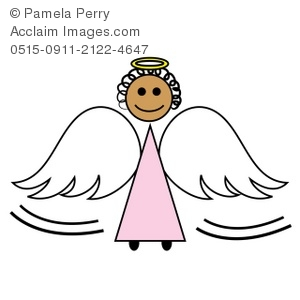 © Pamela Perry
Acclaim Images .com
0515-0911-2122-4647